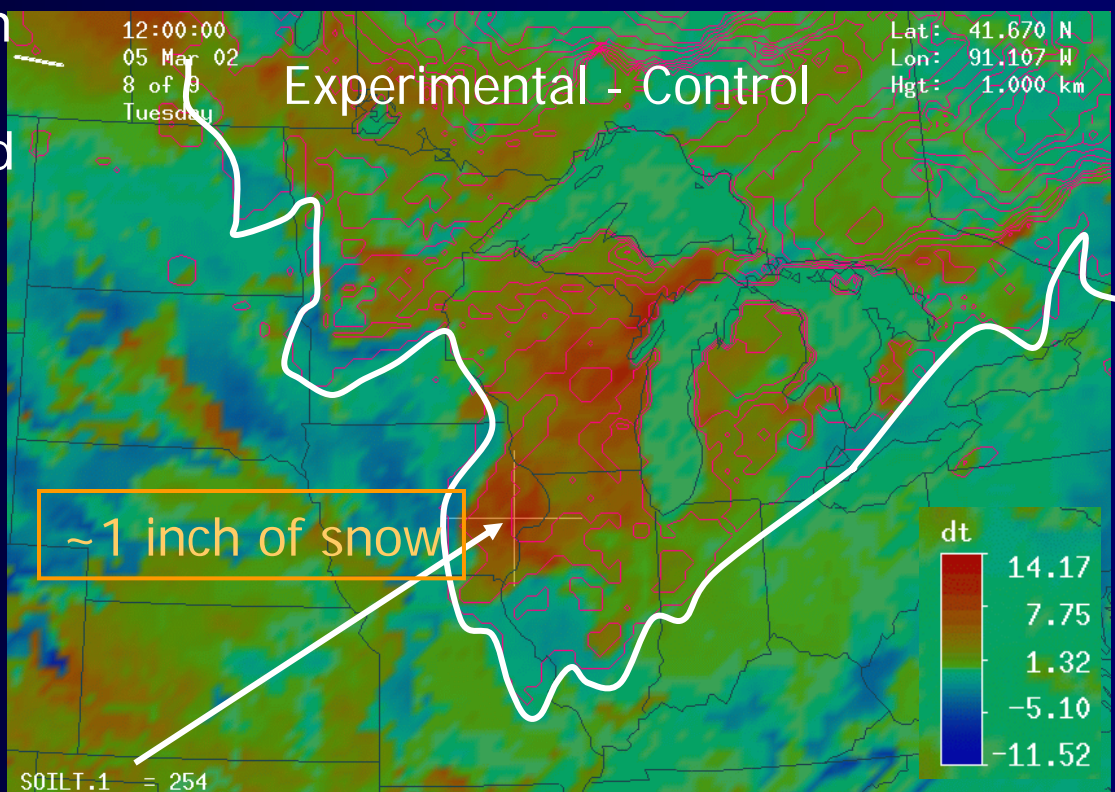 12:00:00
05 Mar 02
8 of 9
Tuesday
Experimental - Control
Lat: 41.670 N
Lon: 91.107 W
Hgt: 1.000 km
~1 inch of snow
dt
14.17
7.75
1.32
-5.10
-11.52
SOILT.1 = 254